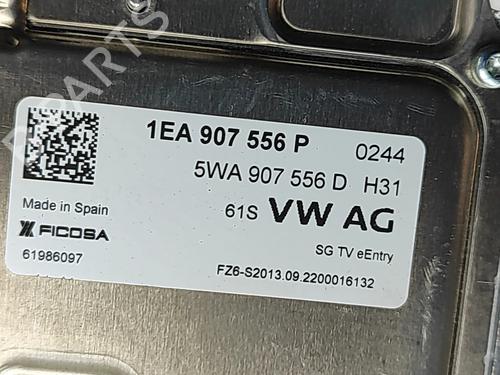 1EA 907 556 P 0244
5WA 907 556 D H31
Made in Spain 61S VW AG
FICOSA
SG TV eEntry
61986097
FZ6-S2013.09.2200016132